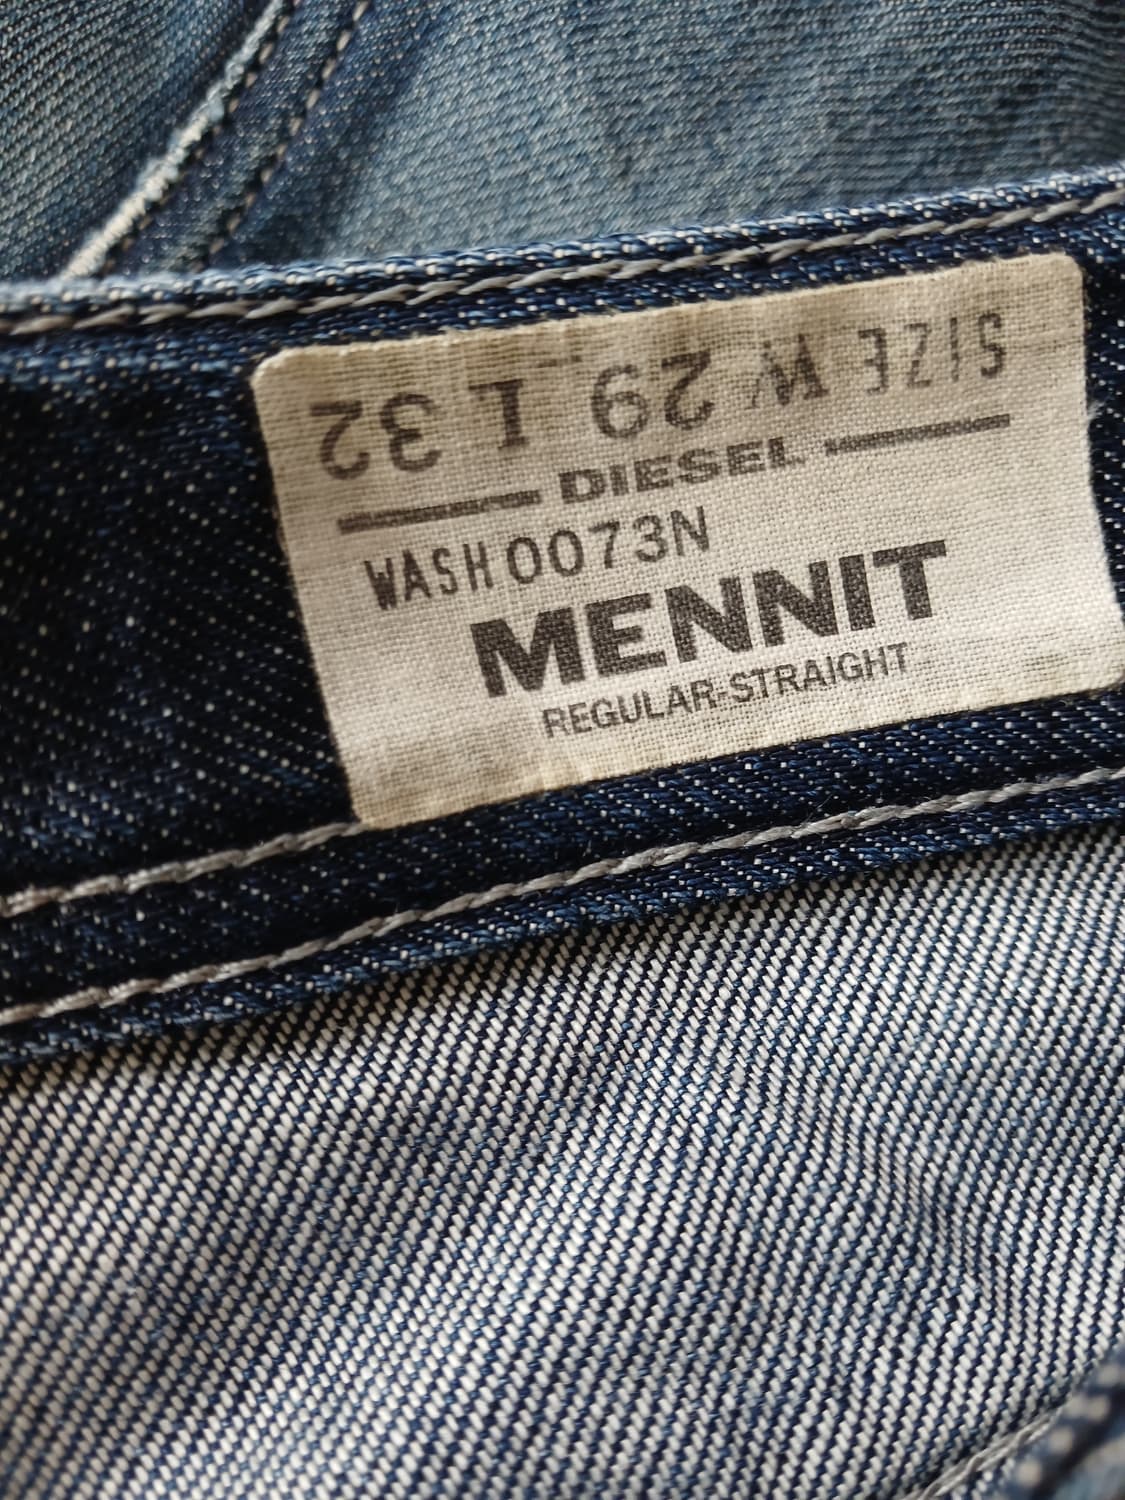 SIZE W 29 L 32
DIESEL
WASH 0073N
MENNIT
REGULAR-STRAIGHT